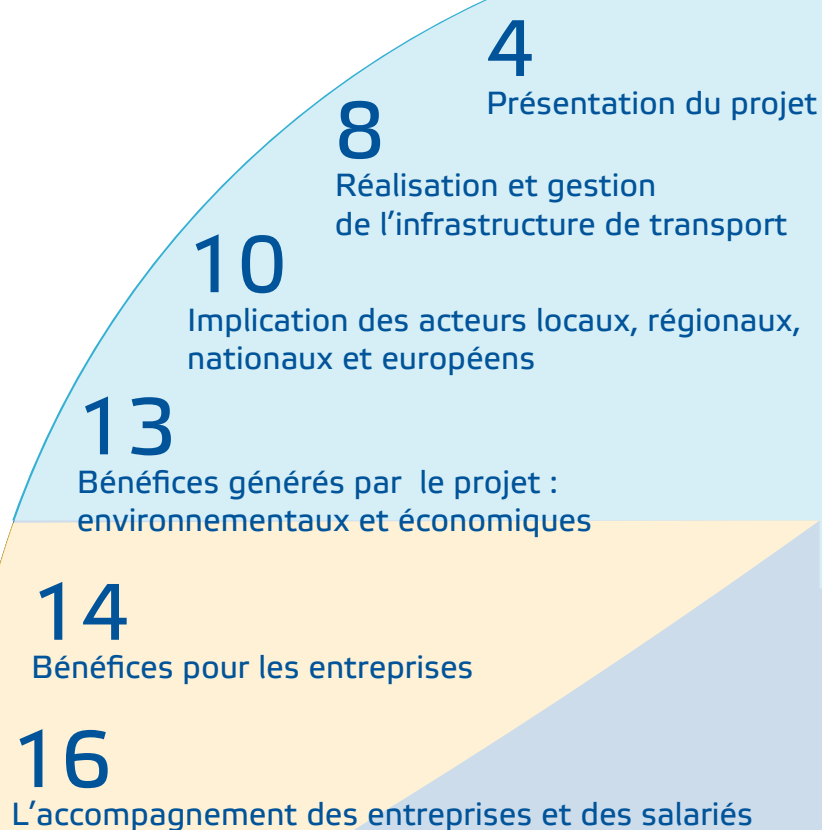 4
Présentation du projet
8
Réalisation et gestion
de l’infrastructure de transport
10
Implication des acteurs locaux, régionaux,
nationaux et européens
13
Bénéfices générés par le projet :
environnementaux et économiques
14
Bénéfices pour les entreprises
16
L’accompagnement des entreprises et des salariés